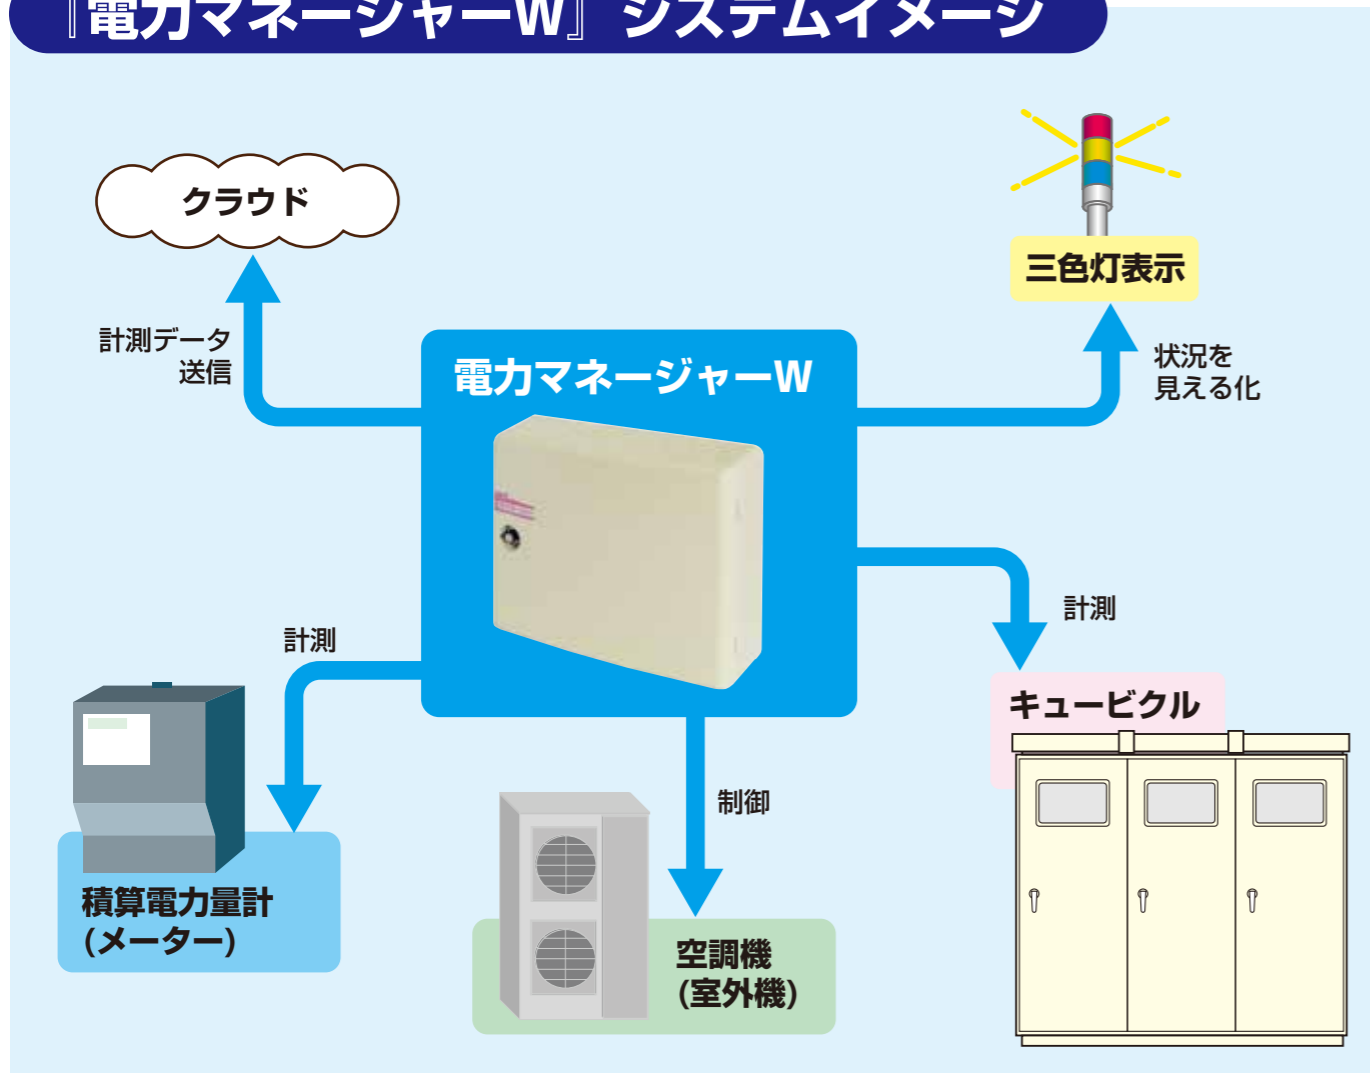 『電力マネージャーW』システムイメージ
クラウド
三色灯表示
計測データ
送信
電力マネージャーW
状況を
見える化
計測
計測
キュービクル
制御
積算電力量計
(メーター)
空調機
(室外機)